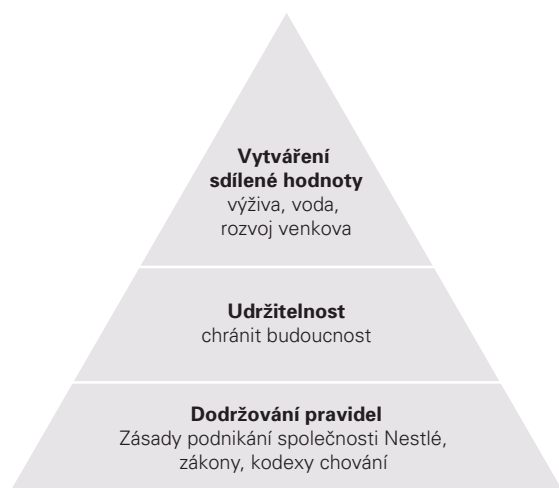 Vytváření
sdílené hodnoty
výživa, voda,
rozvoj venkova
Udržitelnost
chránit budoucnost
Dodržování pravidel
Zásady podnikání společnosti Nestlé,
zákony, kodexy chování